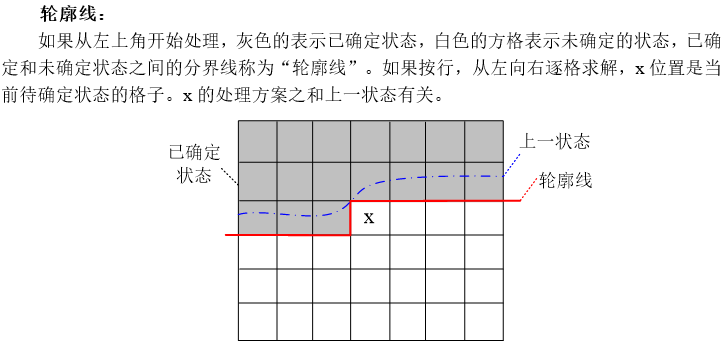 轮廓线：
如果从左上角开始处理，灰色的表示已确定状态，白色的方格表示未确定的状态，已确
定和未确定状态之间的分界线称为“轮廓线”。如果按行，从左向右逐格求解，x 位置是当
前待确定状态的格子。x 的处理方案之和上一状态有关。
已确定
状态
上一状态
轮廓线
x